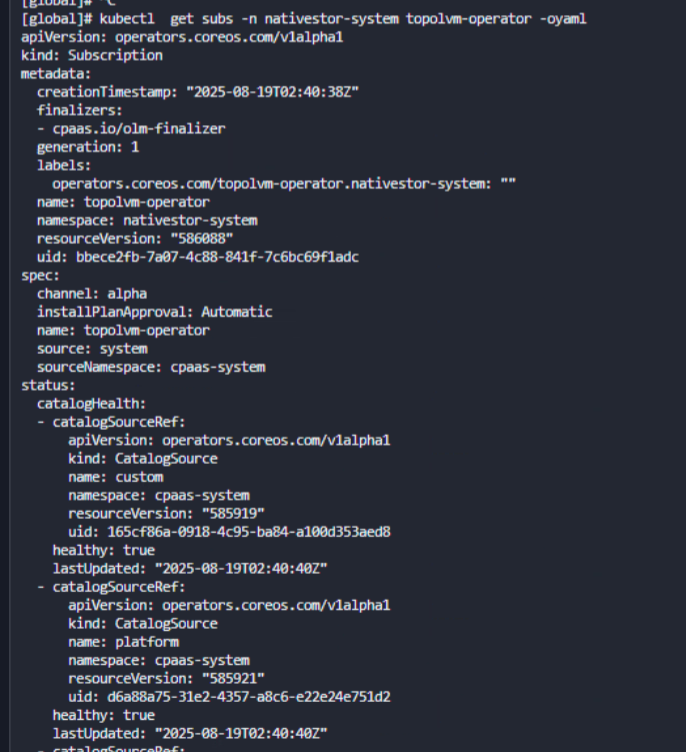 [global]# ^C
[global]# kubectl  get subs -n nativestor-system topolvm-operator -oyaml
apiVersion: operators.coreos.com/v1alpha1
kind: Subscription
metadata:
  creationTimestamp: "2025-08-19T02:40:38Z"
  finalizers:
  - cpaas.io/olm-finalizer
  generation: 1
  labels:
    operators.coreos.com/topolvm-operator.nativestor-system: ""
  name: topolvm-operator
  namespace: nativestor-system
  resourceVersion: "586088"
  uid: bbece2fb-7a07-4c88-841f-7c6bc69f1adc
spec:
  channel: alpha
  installPlanApproval: Automatic
  name: topolvm-operator
  source: system
  sourceNamespace: cpaas-system
status:
  catalogHealth:
  - catalogSourceRef:
      apiVersion: operators.coreos.com/v1alpha1
      kind: CatalogSource
      name: custom
      namespace: cpaas-system
      resourceVersion: "585919"
      uid: 165cf86a-0918-4c95-ba84-a100d353aed8
    healthy: true
    lastUpdated: "2025-08-19T02:40:40Z"
  - catalogSourceRef:
      apiVersion: operators.coreos.com/v1alpha1
      kind: CatalogSource
      name: platform
      namespace: cpaas-system
      resourceVersion: "585921"
      uid: d6a88a75-31e2-4357-a8c6-e22e24e751d2
    healthy: true
    lastUpdated: "2025-08-19T02:40:40Z"
  - catalogSourceRef: